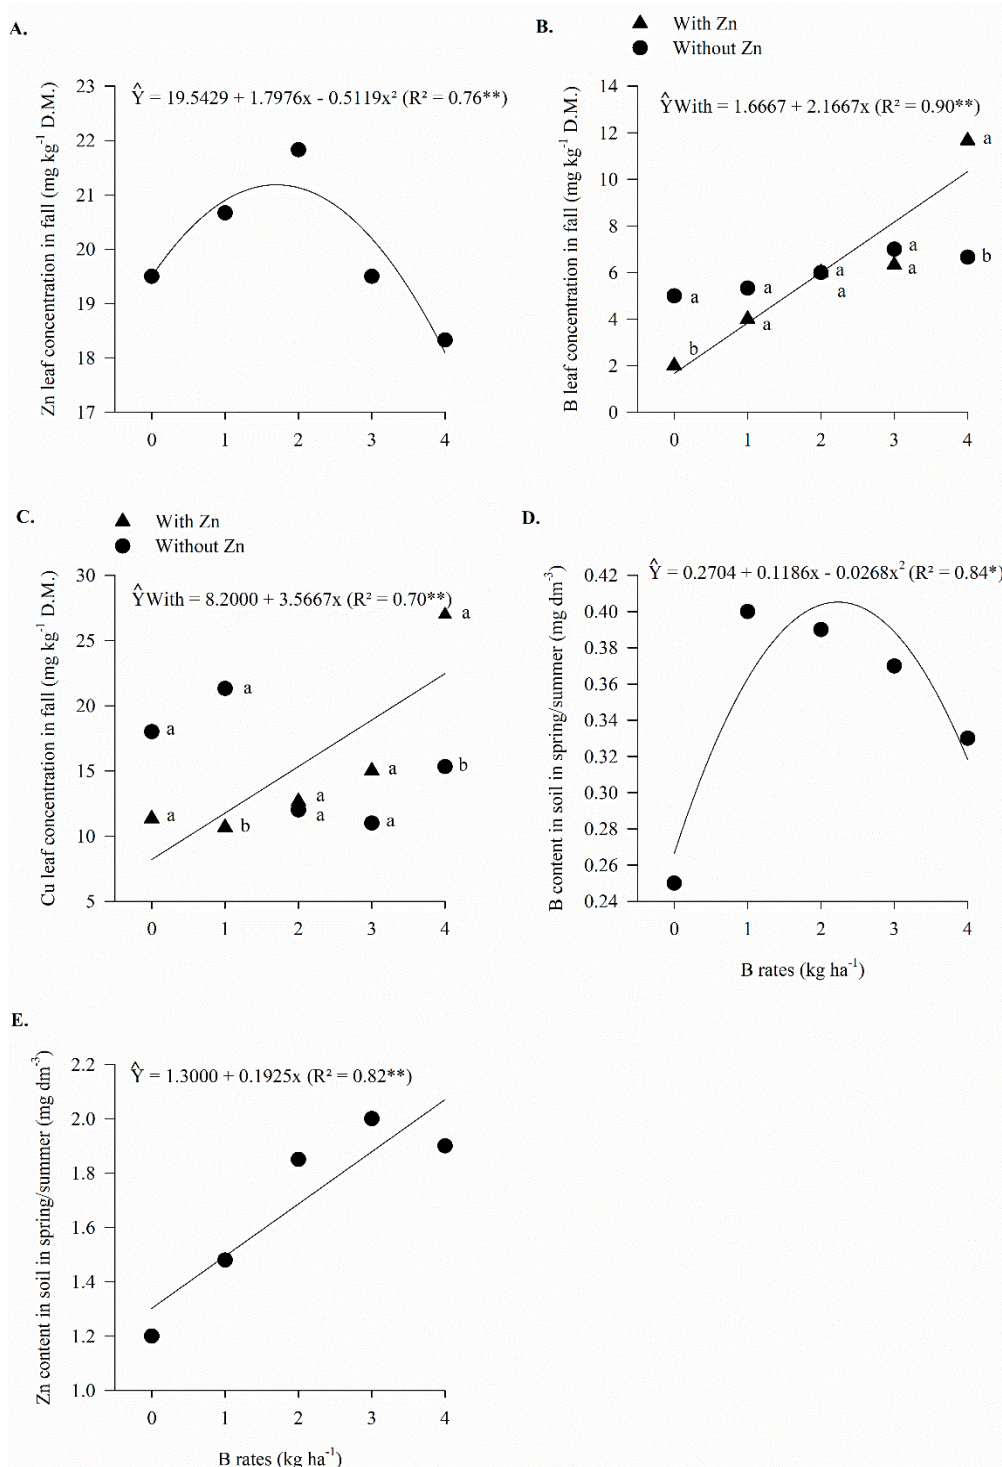 A.
Ŷ = 19.5429 + 1.7976x - 0.5119x² (R² = 0.76**)
Zn leaf concentration in fall (mg kg⁻¹ D.M.)
23
22
21
20
19
18
17
0 1 2 3 4
B.
With Zn
Without Zn
ŶWith = 1.6667 + 2.1667x (R² = 0.90**)
B leaf concentration in fall (mg kg⁻¹ D.M.)
14
12
10
8
6
4
2
0
a
a
b
a
a
a
a
a
a
b
0 1 2 3 4
C.
With Zn
Without Zn
ŶWith = 8.2000 + 3.5667x (R² = 0.70**)
Cu leaf concentration in fall (mg kg⁻¹ D.M.)
30
25
20
15
10
5
a
a
a
a
b
a
a
a
a
b
0 1 2 3 4
D.
Ŷ = 0.2704 + 0.1186x - 0.0268x² (R² = 0.84*)
B content in soil in spring/summer (mg dm⁻³)
0.42
0.40
0.38
0.36
0.34
0.32
0.30
0.28
0.26
0.24
0 1 2 3 4
B rates (kg ha⁻¹)
E.
Ŷ = 1.3000 + 0.1925x (R² = 0.82**)
Zn content in soil in spring/summer (mg dm⁻³)
2.2
2.0
1.8
1.6
1.4
1.2
1.0
0 1 2 3 4
B rates (kg ha⁻¹)